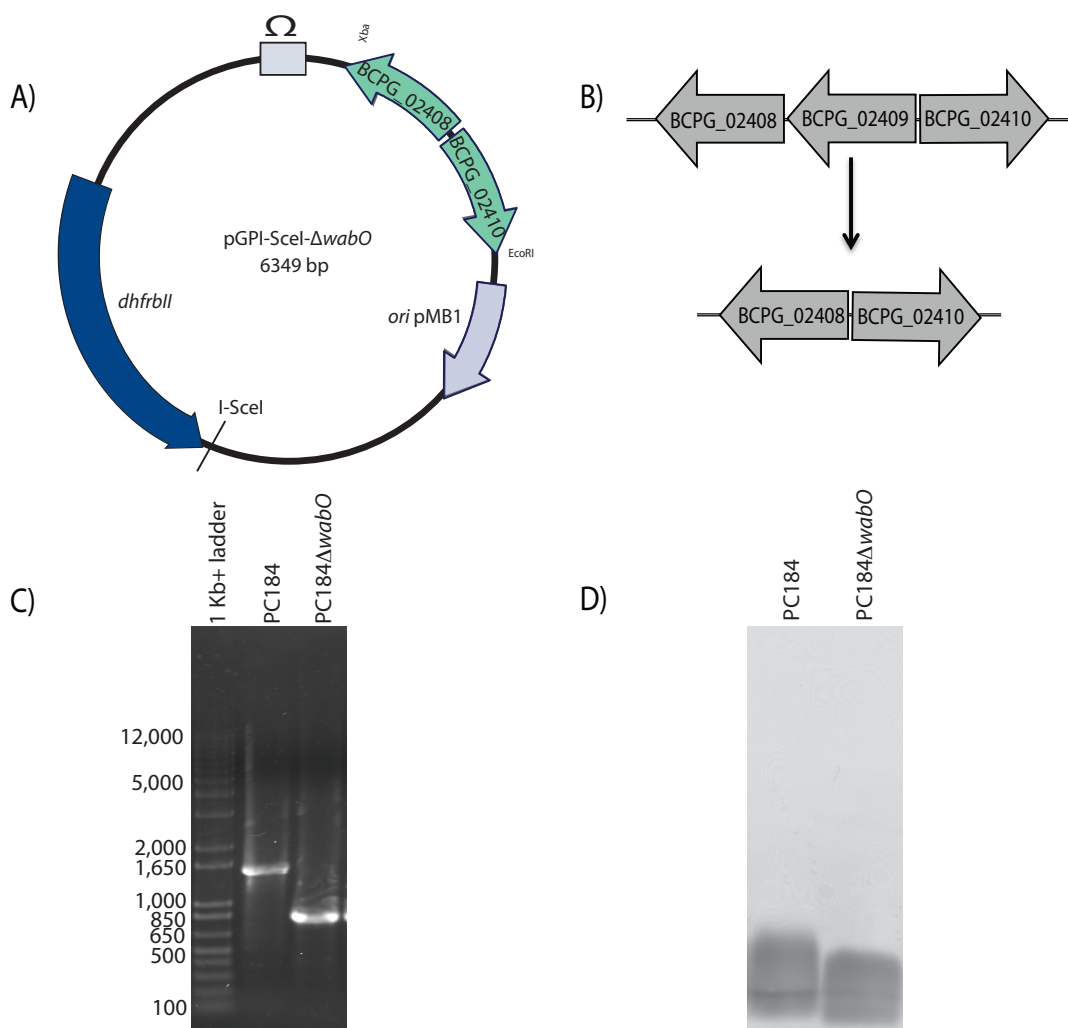 A)
Ω
Xba
BCPG_02408
BCPG_02410
EcoRI
pGPI-SceI-ΔwabO
6349 bp
dhfrbII
ori pMB1
I-SceI
B)
BCPG_02408
BCPG_02409
BCPG_02410
BCPG_02408
BCPG_02410
C)
1 Kb+ ladder
PC184
PC184ΔwabO
12,000
5,000
2,000
1,650
1,000
850
650
500
100
D)
PC184
PC184ΔwabO